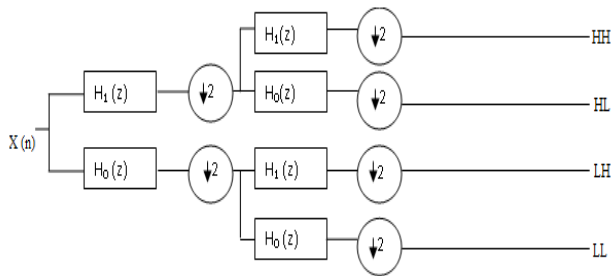 H₁(z) ↓2 HH
H₁(z) ↓2 H₀(z) ↓2 HL
X(n)
H₀(z) ↓2 H₁(z) ↓2 LH
H₀(z) ↓2 LL